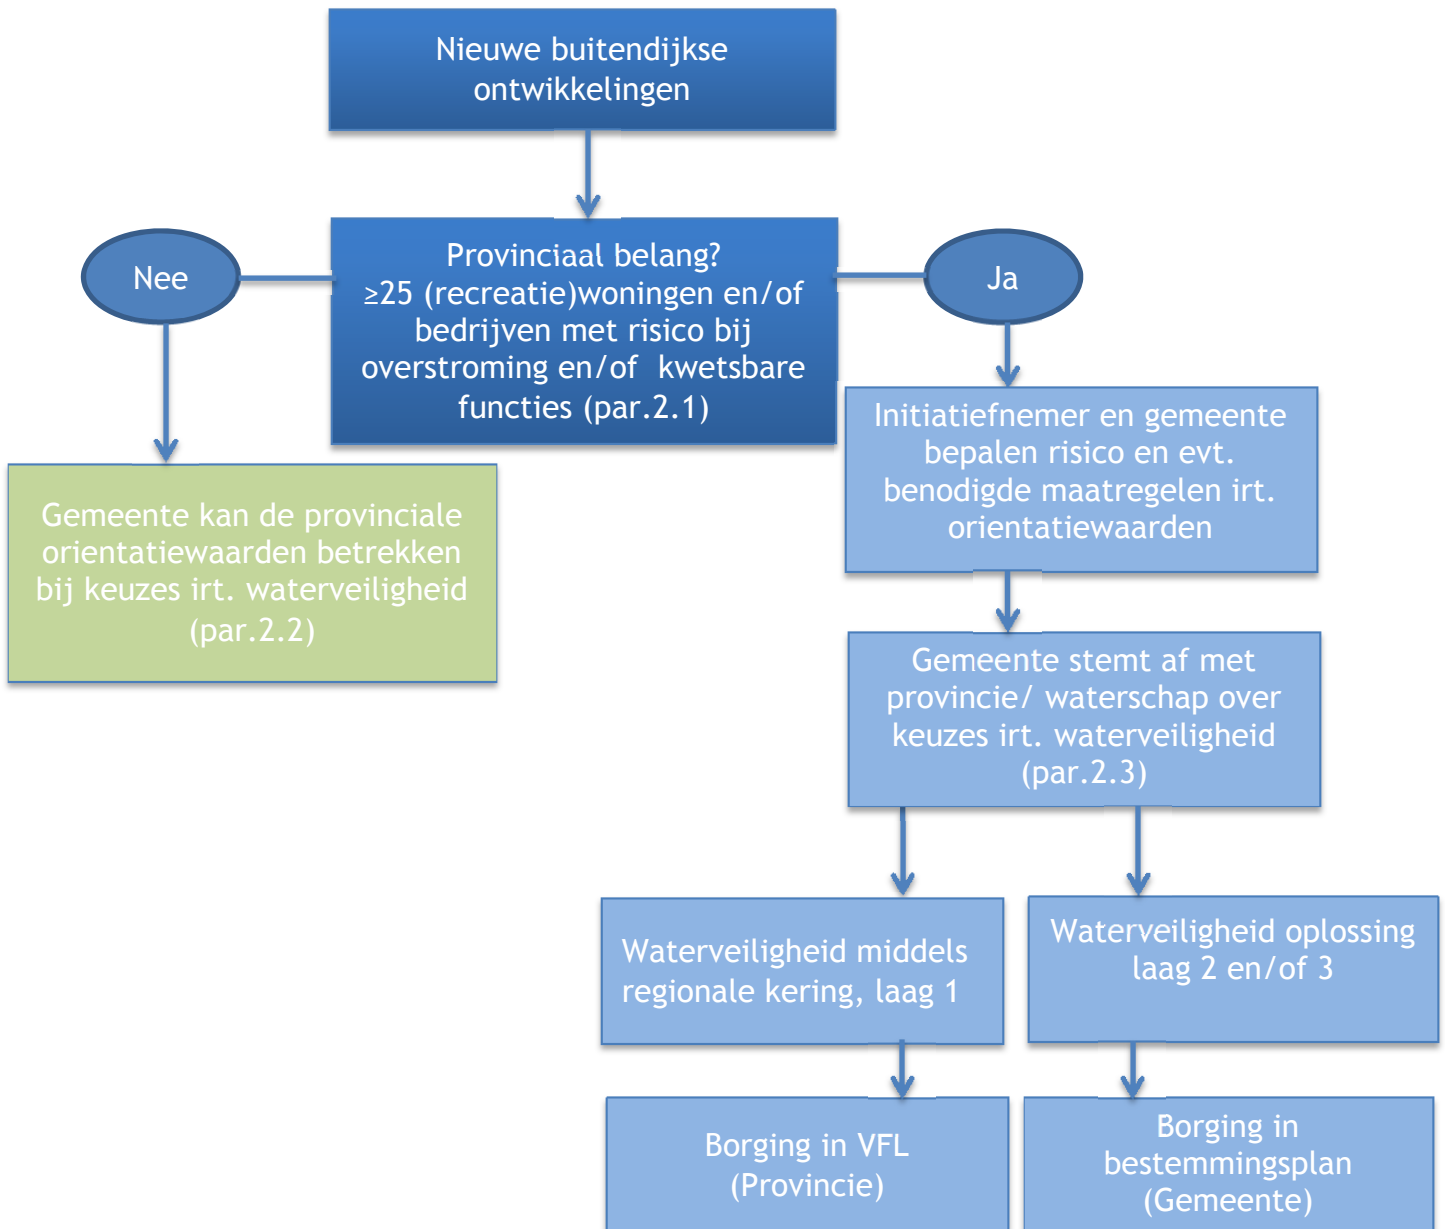 Nieuwe buitendijkse
ontwikkelingen
Nee
Provinciaal belang?
≥25 (recreatie)woningen en/of
bedrijven met risico bij
overstroming en/of kwetsbare
functies (par.2.1)
Ja
Gemeente kan de provinciale
orientatiewaarden betrekken
bij keuzes irt. waterveiligheid
(par.2.2)
Initiatiefnemer en gemeente
bepalen risico en evt.
benodigde maatregelen irt.
orientatiewaarden
Gemeente stemt af met
provincie/ waterschap over
keuzes irt. waterveiligheid
(par.2.3)
Waterveiligheid middels
regionale kering, laag 1
Waterveiligheid oplossing
laag 2 en/of 3
Borging in VFL
(Provincie)
Borging in
bestemmingsplan
(Gemeente)